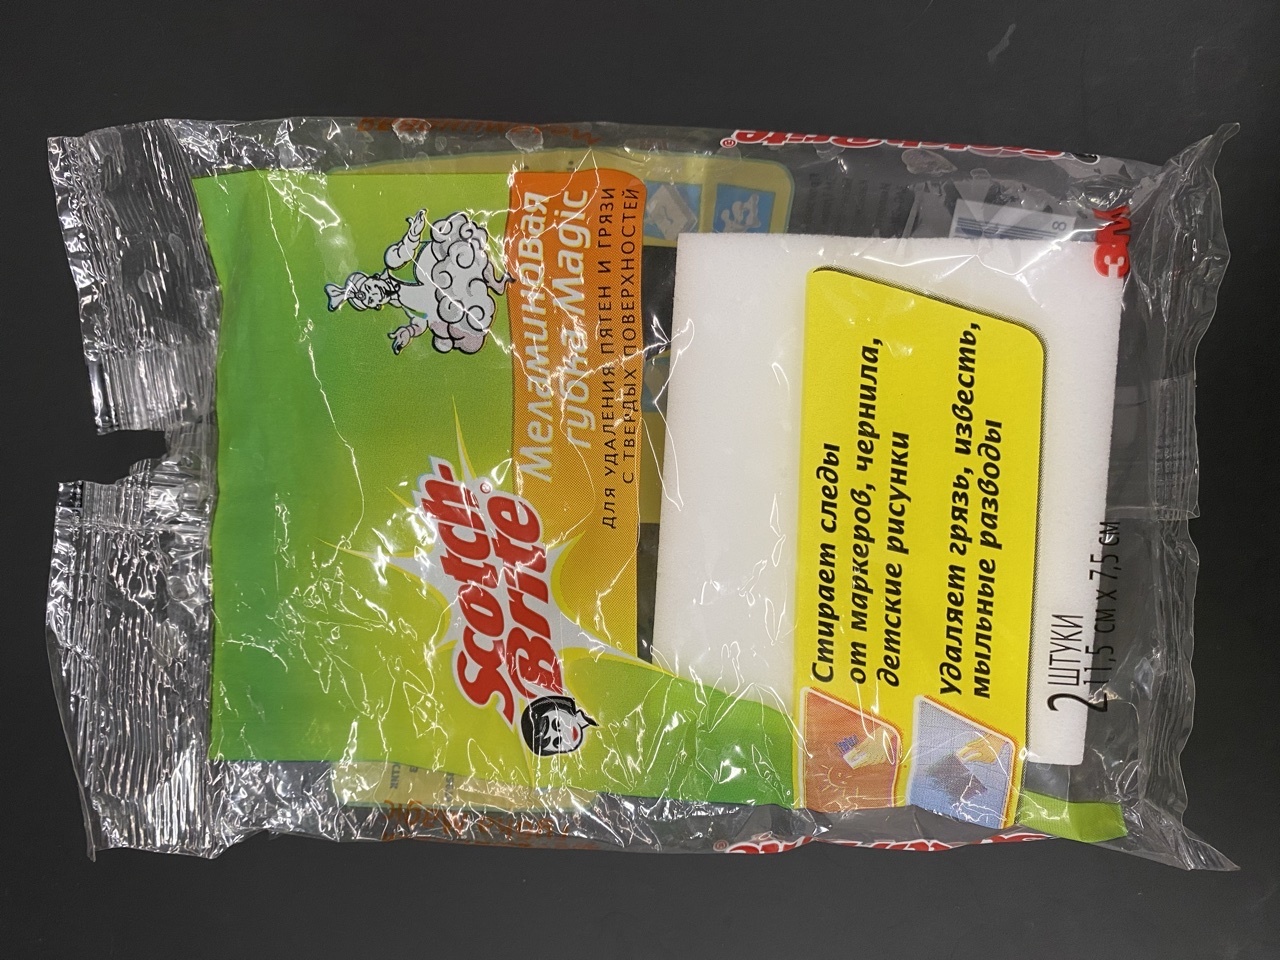 Scotch-
Brite
Меламиновая
губка Magic
ДЛЯ УДАЛЕНИЯ ПЯТЕН И ГРЯЗИ
С ТВЕРДЫХ ПОВЕРХНОСТЕЙ
Стирает следы
от маркеров, чернила,
детские рисунки
Удаляет грязь, известь,
мыльные разводы
2 ШТУКИ
11,5 СМ X 7,5 СМ
3M